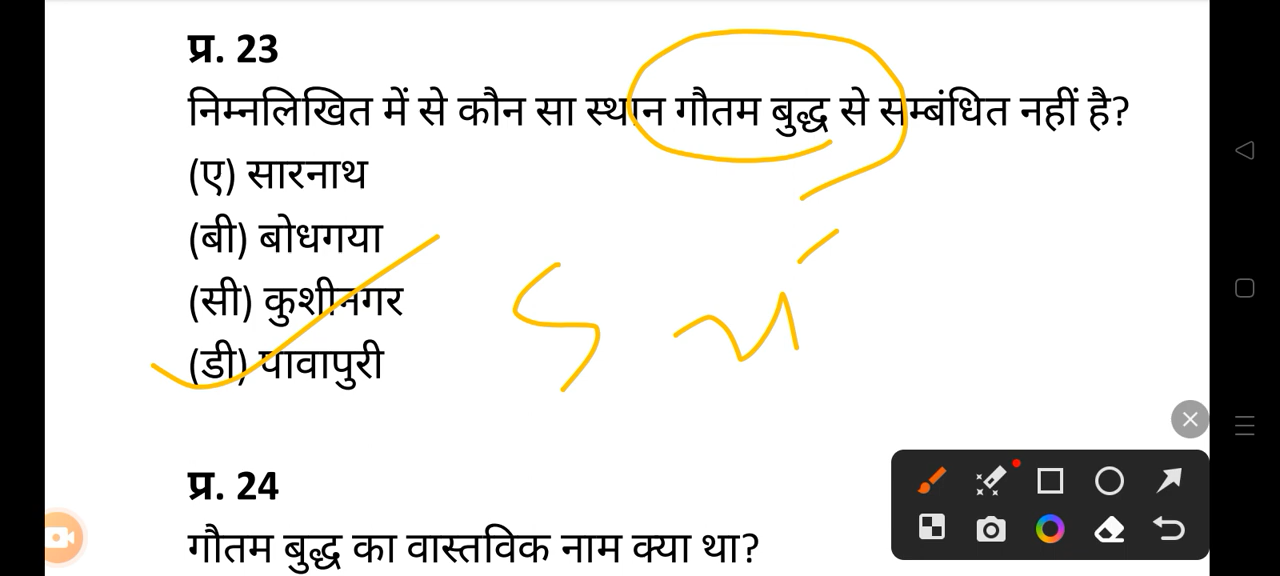 प्र. 23
निम्नलिखित में से कौन सा स्थान गौतम बुद्ध से सम्बंधित नहीं है?
(ए) सारनाथ
(बी) बोधगया
(सी) कुशीनगर
(डी) पावापुरी
प्र. 24
गौतम बुद्ध का वास्तविक नाम क्या था?